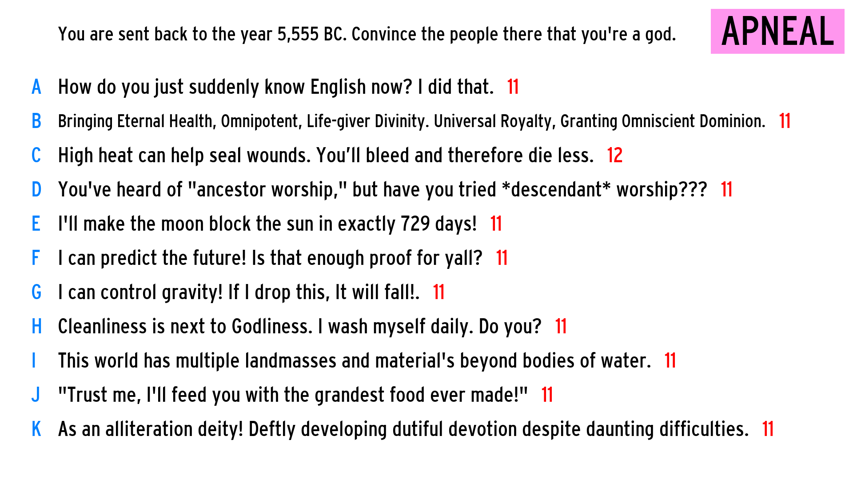 You are sent back to the year 5,555 BC. Convince the people there that you're a god.
APNEAL
A How do you just suddenly know English now? I did that. 11
B Bringing Eternal Health, Omnipotent, Life-giver Divinity. Universal Royalty, Granting Omniscient Dominion. 11
C High heat can help seal wounds. You’ll bleed and therefore die less. 12
D You've heard of "ancestor worship," but have you tried *descendant* worship??? 11
E I'll make the moon block the sun in exactly 729 days! 11
F I can predict the future! Is that enough proof for yall? 11
G I can control gravity! If I drop this, It will fall!. 11
H Cleanliness is next to Godliness. I wash myself daily. Do you? 11
I This world has multiple landmasses and material's beyond bodies of water. 11
J "Trust me, I'll feed you with the grandest food ever made!" 11
K As an alliteration deity! Deftly developing dutiful devotion despite daunting difficulties. 11